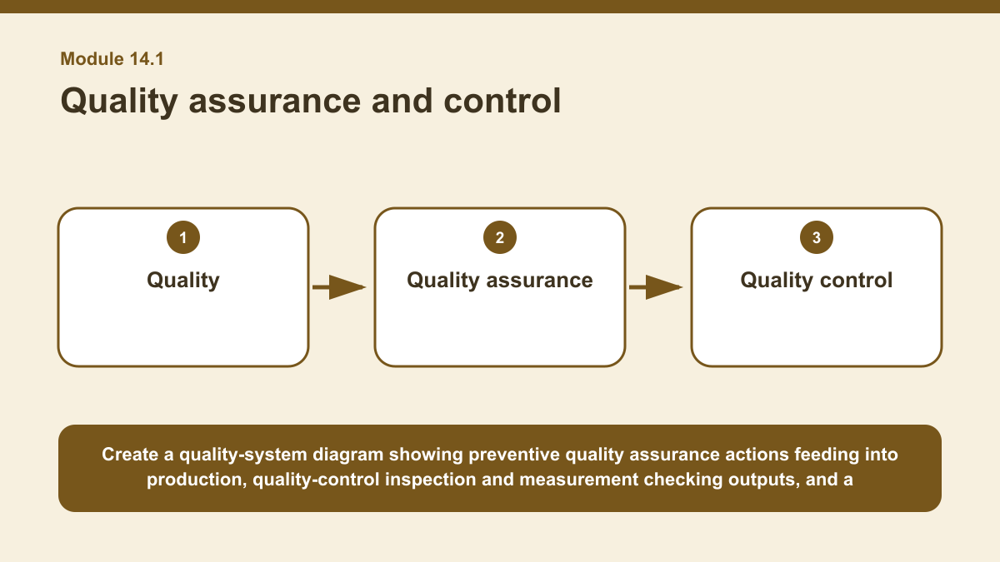 Module 14.1
Quality assurance and control
1
Quality
2
Quality assurance
3
Quality control
Create a quality-system diagram showing preventive quality assurance actions feeding into
production, quality-control inspection and measurement checking outputs, and a